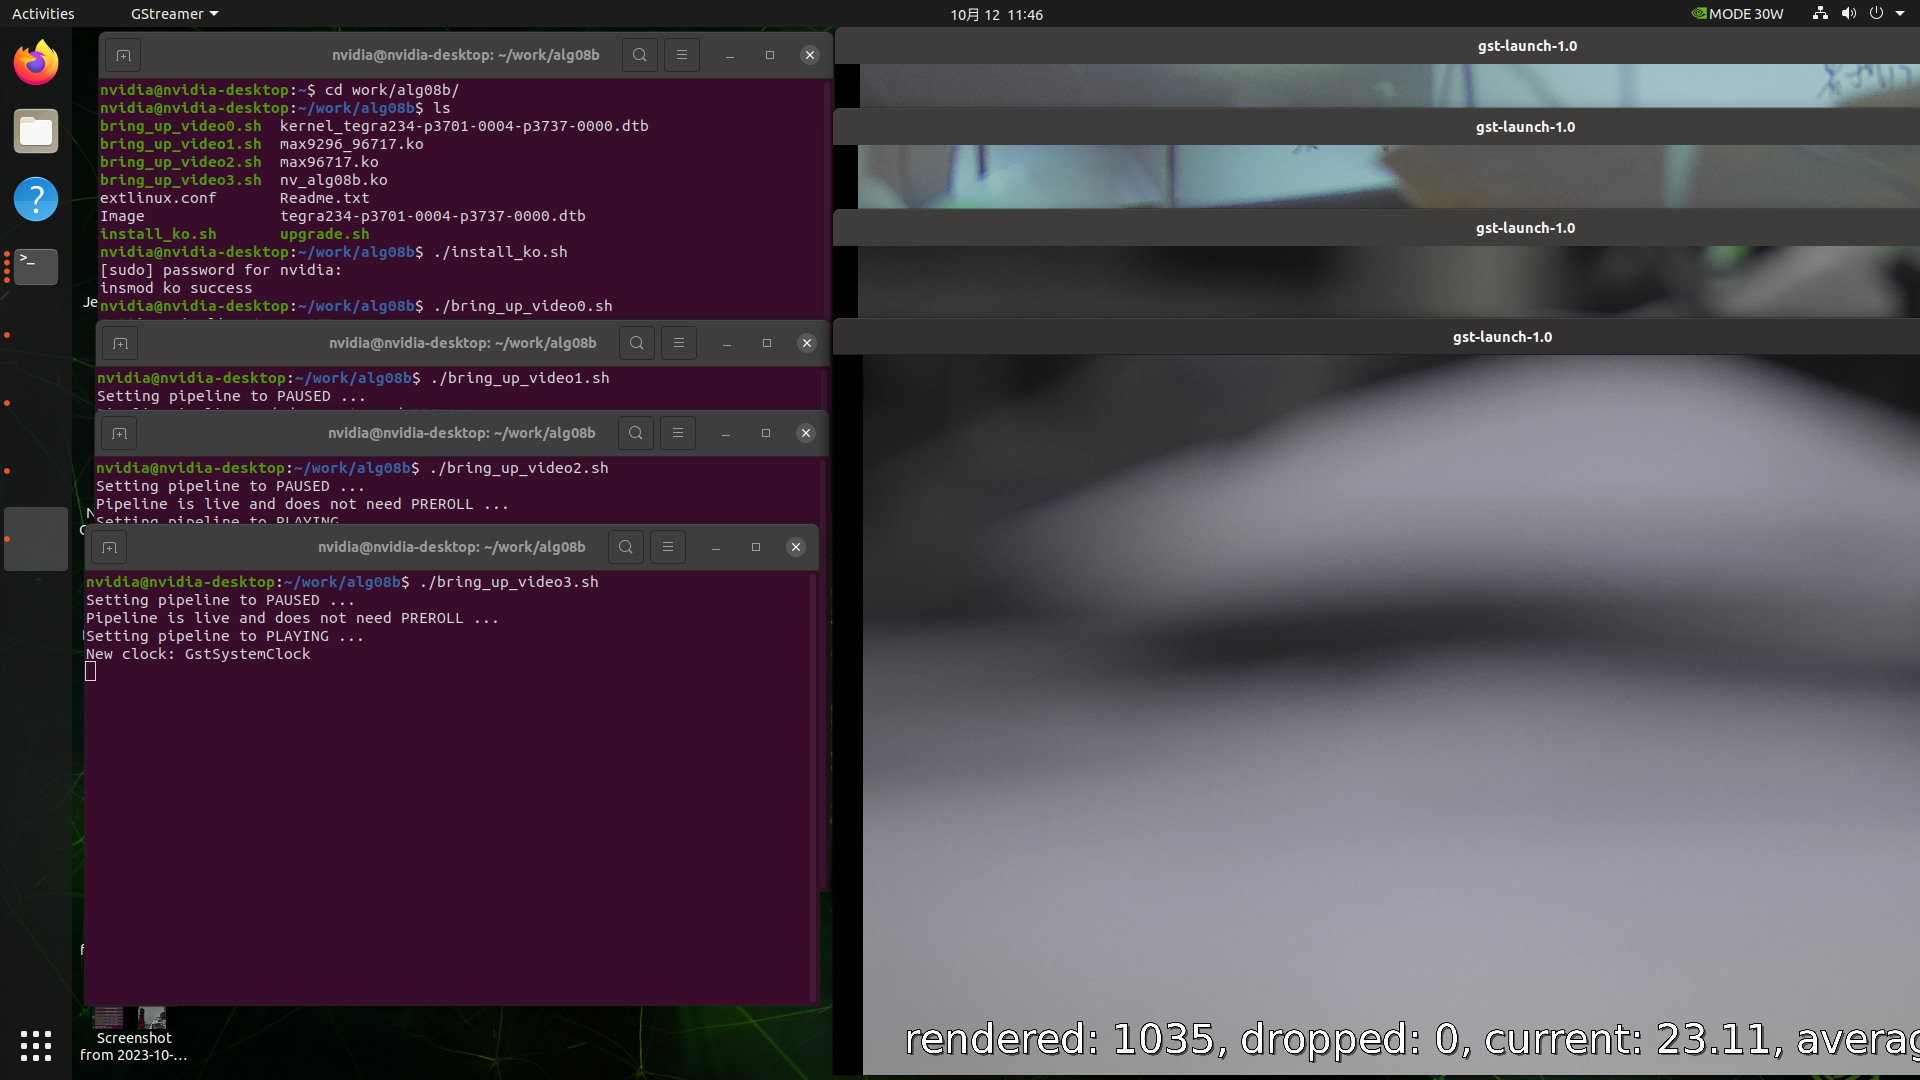 Activities
GStreamer
10月 12 11:46
MODE 30W
nvidia@nvidia-desktop: ~/work/alg08b
nvidia@nvidia-desktop:~$ cd work/alg08b/
nvidia@nvidia-desktop:~/work/alg08b$ ls
bring_up_video0.sh kernel_tegra234-p3701-0004-p3737-0000.dtb
bring_up_video1.sh max9296_96717.ko
bring_up_video2.sh max96717.ko
bring_up_video3.sh nv_alg08b.ko
extlinux.conf Readme.txt
Image tegra234-p3701-0004-p3737-0000.dtb
install_ko.sh upgrade.sh
nvidia@nvidia-desktop:~/work/alg08b$ ./install_ko.sh
[sudo] password for nvidia:
insmod ko success
nvidia@nvidia-desktop:~/work/alg08b$ ./bring_up_video0.sh
nvidia@nvidia-desktop: ~/work/alg08b
nvidia@nvidia-desktop:~/work/alg08b$ ./bring_up_video1.sh
Setting pipeline to PAUSED ...
nvidia@nvidia-desktop: ~/work/alg08b
nvidia@nvidia-desktop:~/work/alg08b$ ./bring_up_video2.sh
Setting pipeline to PAUSED ...
Pipeline is live and does not need PREROLL ...
Setting pipeline to PLAYING
nvidia@nvidia-desktop: ~/work/alg08b
nvidia@nvidia-desktop:~/work/alg08b$ ./bring_up_video3.sh
Setting pipeline to PAUSED ...
Pipeline is live and does not need PREROLL ...
Setting pipeline to PLAYING ...
New clock: GstSystemClock
Je
Screenshot
from 2023-10-...
gst-launch-1.0
gst-launch-1.0
gst-launch-1.0
gst-launch-1.0
rendered: 1035, dropped: 0, current: 23.11, averag